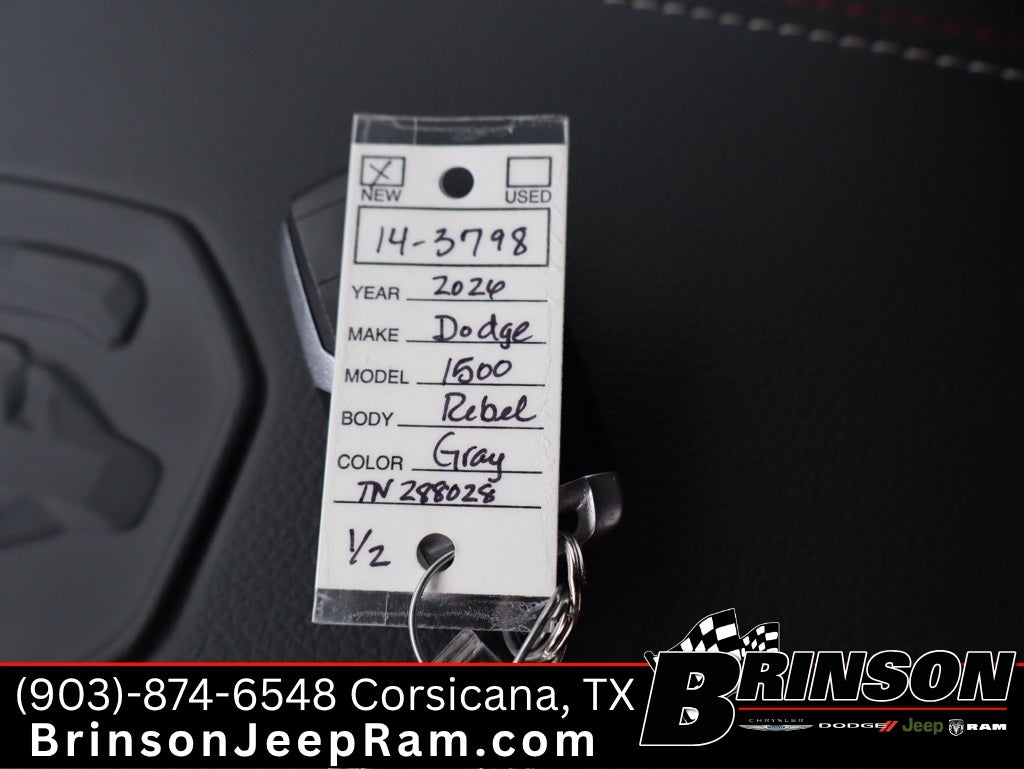 X
NEW USED
14-3798
YEAR 2026
MAKE Dodge
MODEL 1500
BODY Rebel
COLOR Gray
TN 288028
1/2
(903)-874-6548 Corsicana, TX
BrinsonJeepRam.com
BRINSON
CHRYSLER DODGE// Jeep RAM